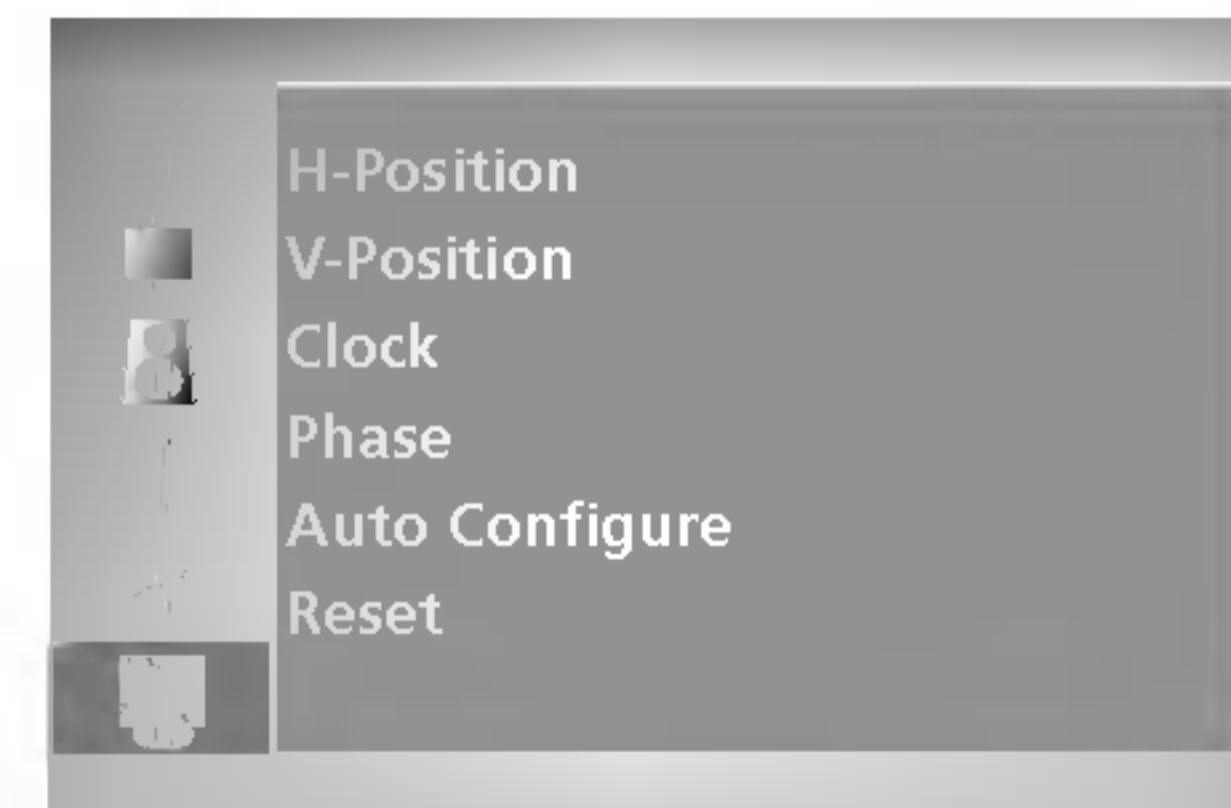 H-Position
V-Position
Clock
Phase
Auto Configure
Reset